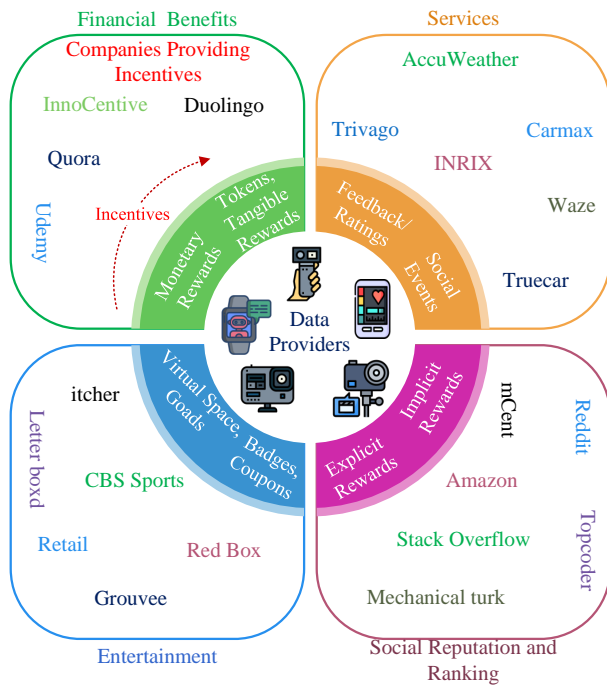 Financial Benefits
Services
Companies Providing
Incentives
InnoCentive
Duolingo
Quora
Udemy
Incentives
Monetary
Rewards
Tokens,
Tangible
Rewards
AccuWeather
Trivago
Carmax
INRIX
Waze
Truecar
Feedback/
Ratings
Social
Events
Data
Providers
itcher
Letter boxd
CBS Sports
Retail
Red Box
Grouvee
Virtual Space, Badges,
Goads
Coupons
Explicit
Rewards
Implicit
Rewards
mCent
Reddit
Amazon
Stack Overflow
Topcoder
Mechanical turk
Entertainment
Social Reputation and
Ranking